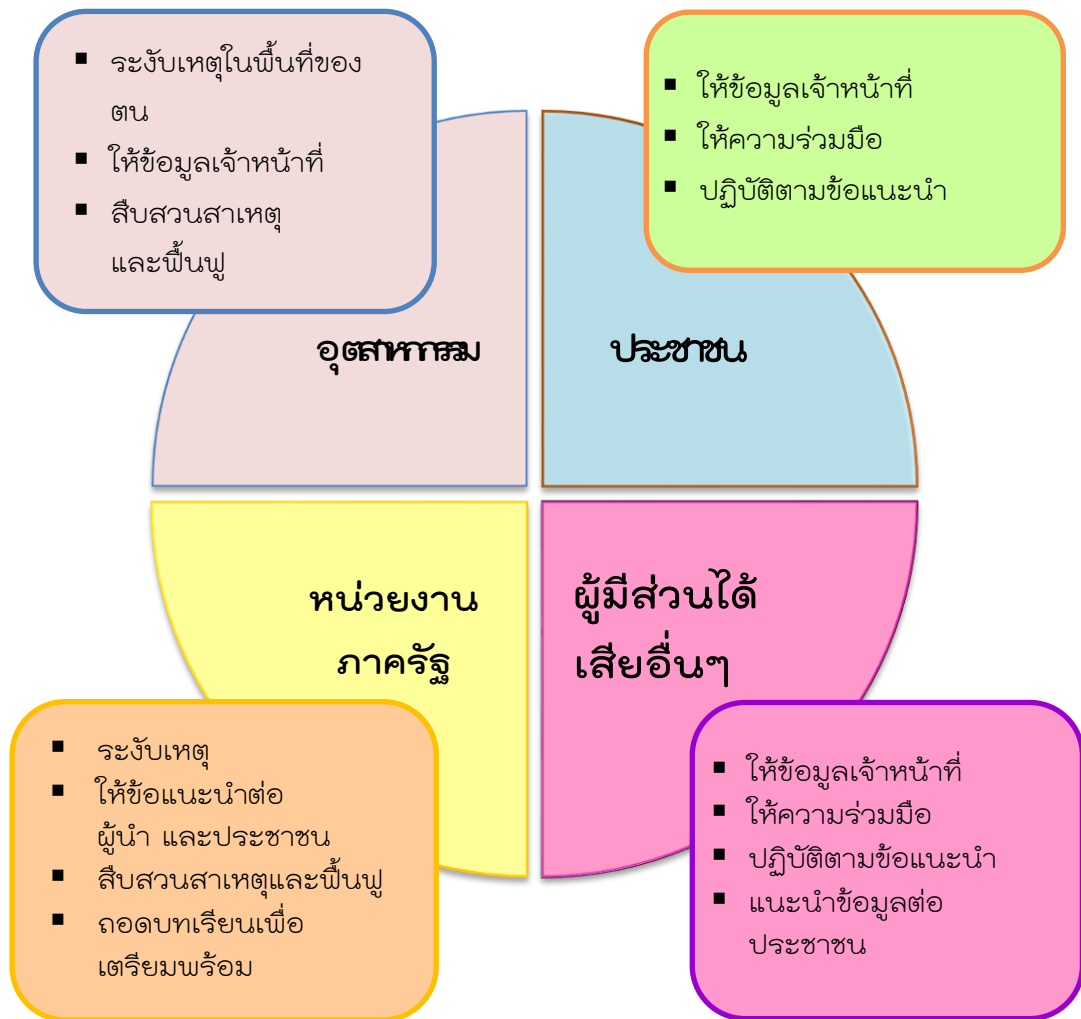 ▪ ระงับเหตุในพื้นที่ของ
ตน
▪ ให้ข้อมูลเจ้าหน้าที่
▪ สืบสวนสาเหตุ
และฟื้นฟู
▪ ให้ข้อมูลเจ้าหน้าที่
▪ ให้ความร่วมมือ
▪ ปฏิบัติตามข้อแนะนำ
อุตสาหกรรม
ประชาชน
หน่วยงาน
ภาครัฐ
ผู้มีส่วนได้
เสียอื่นๆ
▪ ระงับเหตุ
▪ ให้ข้อแนะนำต่อ
ผู้นำ และประชาชน
▪ สืบสวนสาเหตุและฟื้นฟู
▪ ถอดบทเรียนเพื่อ
เตรียมพร้อม
▪ ให้ข้อมูลเจ้าหน้าที่
▪ ให้ความร่วมมือ
▪ ปฏิบัติตามข้อแนะนำ
▪ แนะนำข้อมูลต่อ
ประชาชน